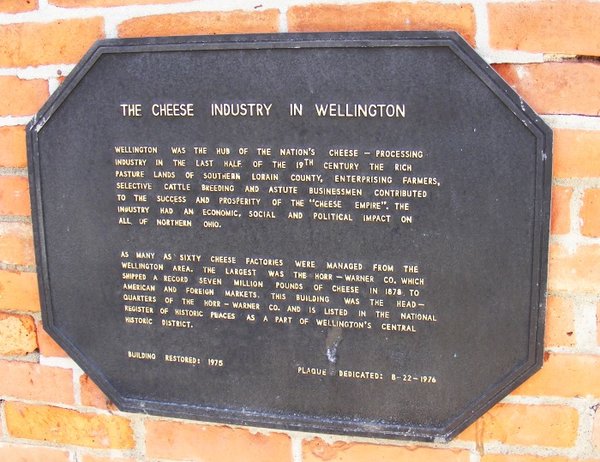 THE CHEESE INDUSTRY IN WELLINGTON
WELLINGTON WAS THE HUB OF THE NATION'S CHEESE - PROCESSING
INDUSTRY IN THE LAST HALF OF THE 19TH CENTURY THE RICH
PASTURE LANDS OF SOUTHERN LORAIN COUNTY, ENTERPRISING FARMERS,
SELECTIVE CATTLE BREEDING AND ASTUTE BUSINESSMEN CONTRIBUTED
TO THE SUCCESS AND PROSPERITY OF THE "CHEESE EMPIRE". THE
INDUSTRY HAD AN ECONOMIC, SOCIAL AND POLITICAL IMPACT ON
ALL OF NORTHERN OHIO.
AS MANY AS SIXTY CHEESE FACTORIES WERE MANAGED FROM THE
WELLINGTON AREA. THE LARGEST WAS THE HORR-WARNER CO. WHICH
SHIPPED A RECORD SEVEN MILLION POUNDS OF CHEESE IN 1878 TO
AMERICAN AND FOREIGN MARKETS. THIS BUILDING WAS THE HEAD-
QUARTERS OF THE HORR-WARNER CO. AND IS LISTED IN THE NATIONAL
REGISTER OF HISTORIC PLACES AS A PART OF WELLINGTON'S CENTRAL
HISTORIC DISTRICT.
BUILDING RESTORED: 1975
PLAQUE DEDICATED: 8-22-1976